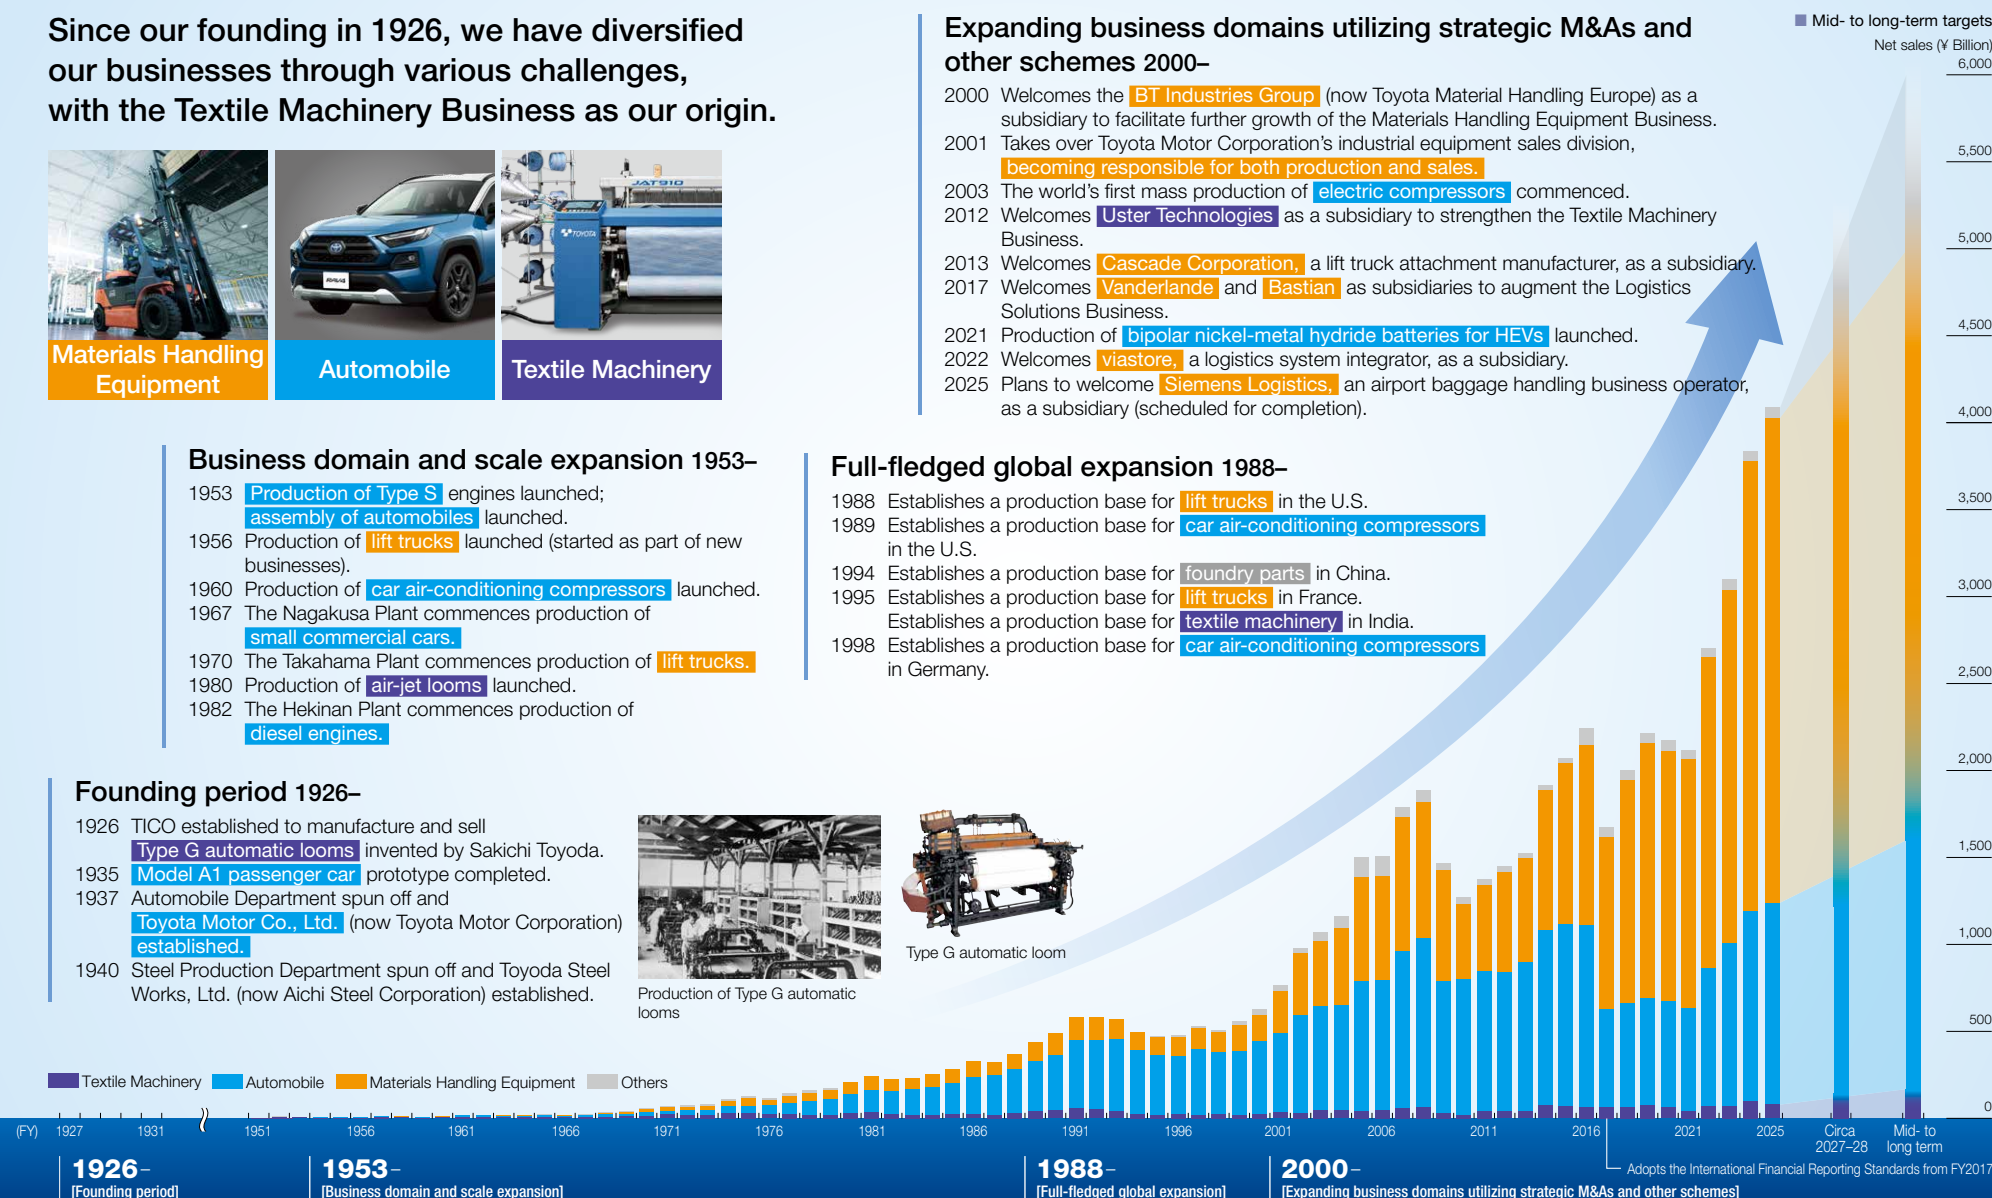 Since our founding in 1926, we have diversified
our businesses through various challenges,
with the Textile Machinery Business as our origin.
JAT910
TOYOTA
RAV4
Materials Handling
Equipment
Automobile
Textile Machinery
Expanding business domains utilizing strategic M&As and
other schemes 2000–
2000 Welcomes the BT Industries Group (now Toyota Material Handling Europe) as a
subsidiary to facilitate further growth of the Materials Handling Equipment Business.
2001 Takes over Toyota Motor Corporation's industrial equipment sales division,
becoming responsible for both production and sales.
2003 The world's first mass production of electric compressors commenced.
2012 Welcomes Uster Technologies as a subsidiary to strengthen the Textile Machinery
Business.
2013 Welcomes Cascade Corporation, a lift truck attachment manufacturer, as a subsidiary.
2017 Welcomes Vanderlande and Bastian as subsidiaries to augment the Logistics
Solutions Business.
2021 Production of bipolar nickel-metal hydride batteries for HEVs launched.
2022 Welcomes viastore, a logistics system integrator, as a subsidiary.
2025 Plans to welcome Siemens Logistics, an airport baggage handling business operator,
as a subsidiary (scheduled for completion).
Business domain and scale expansion 1953–
1953 Production of Type S engines launched;
assembly of automobiles launched.
1956 Production of lift trucks launched (started as part of new
businesses).
1960 Production of car air-conditioning compressors launched.
1967 The Nagakusa Plant commences production of
small commercial cars.
1970 The Takahama Plant commences production of lift trucks.
1980 Production of air-jet looms launched.
1982 The Hekinan Plant commences production of
diesel engines.
Full-fledged global expansion 1988–
1988 Establishes a production base for lift trucks in the U.S.
1989 Establishes a production base for car air-conditioning compressors
in the U.S.
1994 Establishes a production base for foundry parts in China.
1995 Establishes a production base for lift trucks in France.
Establishes a production base for textile machinery in India.
1998 Establishes a production base for car air-conditioning compressors
in Germany.
Founding period 1926–
1926 TICO established to manufacture and sell
Type G automatic looms invented by Sakichi Toyoda.
1935 Model A1 passenger car prototype completed.
1937 Automobile Department spun off and
Toyota Motor Co., Ltd. (now Toyota Motor Corporation)
established.
1940 Steel Production Department spun off and Toyoda Steel
Works, Ltd. (now Aichi Steel Corporation) established.
Production of Type G automatic
looms
Type G automatic loom
Mid- to long-term targets
Net sales (¥ Billion)
6,000
5,500
5,000
4,500
4,000
3,500
3,000
2,500
2,000
1,500
1,000
500
0
Textile Machinery Automobile Materials Handling Equipment Others
(FY) 1927 1931 1951 1956 1961 1966 1971 1976 1981 1986 1991 1996 2001 2006 2011 2016 2021 2025 Circa
2027–28 Mid- to
long term
Adopts the International Financial Reporting Standards from FY2017
1926–
[Founding period]
1953–
[Business domain and scale expansion]
1988–
[Full-fledged global expansion]
2000–
[Expanding business domains utilizing strategic M&As and other schemes]